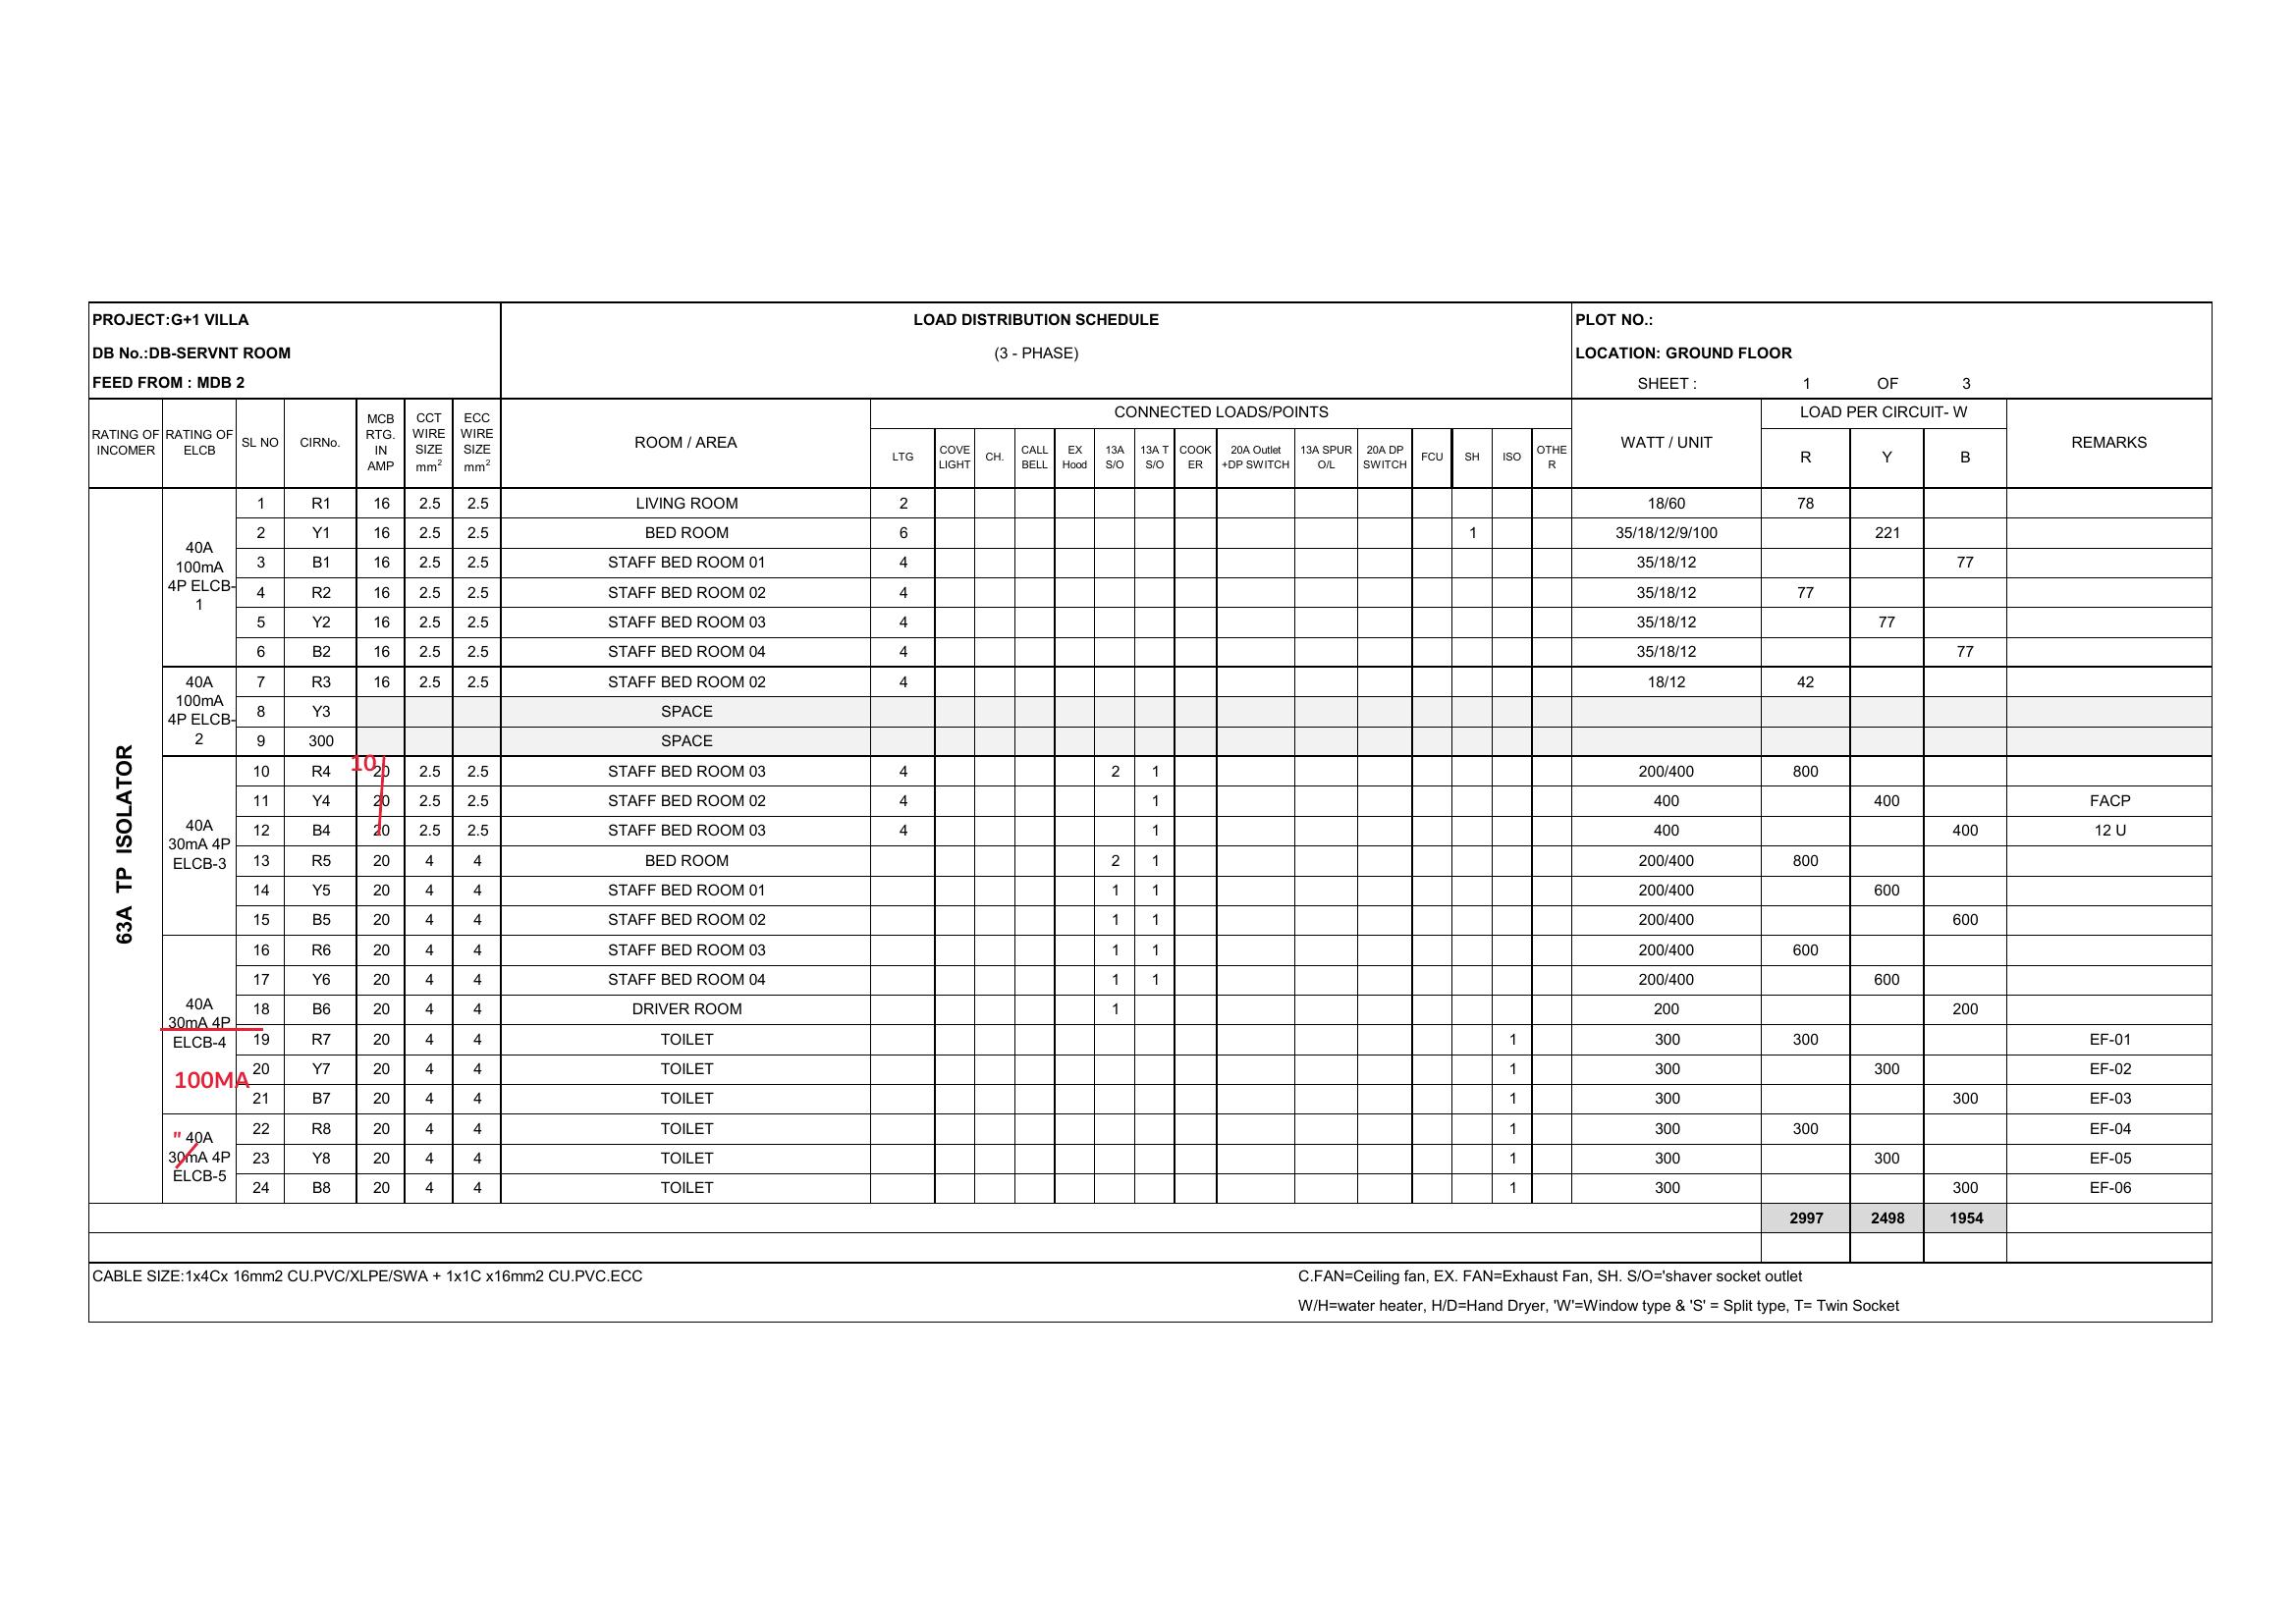 PROJECT:G+1 VILLA
DB No.:DB-SERVNT ROOM
FEED FROM : MDB 2
LOAD DISTRIBUTION SCHEDULE
(3 - PHASE)
PLOT NO.:
LOCATION: GROUND FLOOR
SHEET : 1 OF 3
RATING OF INCOMER
RATING OF ELCB
SL NO
CIRNo.
MCB RTG. IN AMP
CCT WIRE SIZE mm2
ECC WIRE SIZE mm2
ROOM / AREA
CONNECTED LOADS/POINTS
LTG
COVE LIGHT
CH.
CALL BELL
EX Hood
13A S/O
13A T S/O
COOK ER
20A Outlet +DP SWITCH
13A SPUR O/L
20A DP SWITCH
FCU
SH
ISO
OTHE R
WATT / UNIT
LOAD PER CIRCUIT- W
R Y B
REMARKS
63A TP ISOLATOR
40A
100mA
4P ELCB-
1
1 R1 16 2.5 2.5 LIVING ROOM 2 18/60 78
2 Y1 16 2.5 2.5 BED ROOM 6 1 35/18/12/9/100 221
3 B1 16 2.5 2.5 STAFF BED ROOM 01 4 35/18/12 77
4 R2 16 2.5 2.5 STAFF BED ROOM 02 4 35/18/12 77
5 Y2 16 2.5 2.5 STAFF BED ROOM 03 4 35/18/12 77
6 B2 16 2.5 2.5 STAFF BED ROOM 04 4 35/18/12 77
40A
100mA
4P ELCB-
2
7 R3 16 2.5 2.5 STAFF BED ROOM 02 4 18/12 42
8 Y3 SPACE
9 300 SPACE
40A
30mA 4P
ELCB-3
10
10 R4 20 2.5 2.5 STAFF BED ROOM 03 4 2 1 200/400 800
11 Y4 20 2.5 2.5 STAFF BED ROOM 02 4 1 400 400 FACP
12 B4 20 2.5 2.5 STAFF BED ROOM 03 4 1 400 400 12 U
13 R5 20 4 4 BED ROOM 2 1 200/400 800
14 Y5 20 4 4 STAFF BED ROOM 01 1 1 200/400 600
15 B5 20 4 4 STAFF BED ROOM 02 1 1 200/400 600
40A
30mA 4P
ELCB-4
100MA
16 R6 20 4 4 STAFF BED ROOM 03 1 1 200/400 600
17 Y6 20 4 4 STAFF BED ROOM 04 1 1 200/400 600
18 B6 20 4 4 DRIVER ROOM 1 200 200
19 R7 20 4 4 TOILET 1 300 300 EF-01
20 Y7 20 4 4 TOILET 1 300 300 EF-02
21 B7 20 4 4 TOILET 1 300 300 EF-03
" 40A
30mA 4P
ELCB-5
22 R8 20 4 4 TOILET 1 300 300 EF-04
23 Y8 20 4 4 TOILET 1 300 300 EF-05
24 B8 20 4 4 TOILET 1 300 300 EF-06
2997 2498 1954
CABLE SIZE:1x4Cx 16mm2 CU.PVC/XLPE/SWA + 1x1C x16mm2 CU.PVC.ECC
C.FAN=Ceiling fan, EX. FAN=Exhaust Fan, SH. S/O='shaver socket outlet
W/H=water heater, H/D=Hand Dryer, 'W'=Window type & 'S' = Split type, T= Twin Socket